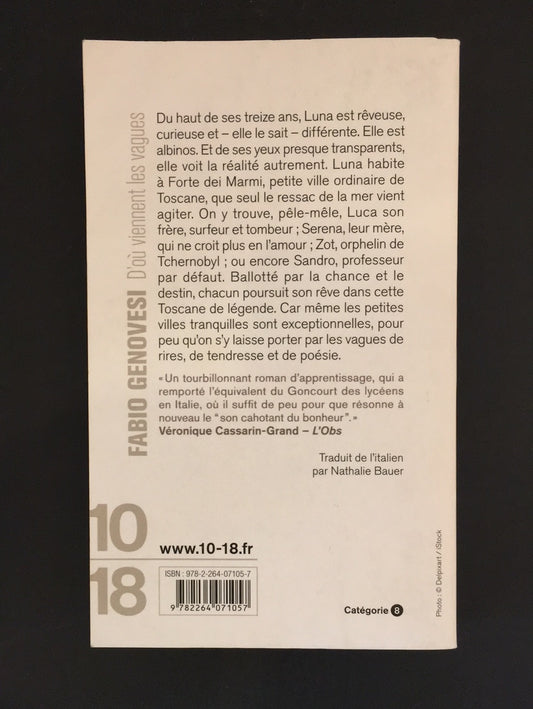 FABIO GENOVESI D'où viennent les vagues
Du haut de ses treize ans, Luna est rêveuse,
curieuse et – elle le sait – différente. Elle est
albinos. Et de ses yeux presque transparents,
elle voit la réalité autrement. Luna habite
à Forte dei Marmi, petite ville ordinaire de
Toscane, que seul le ressac de la mer vient
agiter. On y trouve, pêle-mêle, Luca son
frère, surfeur et tombeur ; Serena, leur mère,
qui ne croit plus en l'amour ; Zot, orphelin de
Tchernobyl ; ou encore Sandro, professeur
par défaut. Ballotté par la chance et le
destin, chacun poursuit son rêve dans cette
Toscane de légende. Car même les petites
villes tranquilles sont exceptionnelles, pour
peu qu'on s'y laisse porter par les vagues de
rires, de tendresse et de poésie.
« Un tourbillonnant roman d'apprentissage, qui a
remporté l'équivalent du Goncourt des lycéens
en Italie, où il suffit de peu pour que résonne à
nouveau le "son cahotant du bonheur". »
Véronique Cassarin-Grand – L'Obs
Traduit de l'italien
par Nathalie Bauer
10
18
www.10-18.fr
ISBN : 978-2-264-07105-7
9 782264 071057
Catégorie 8
Photo : © Delpixart / iStock